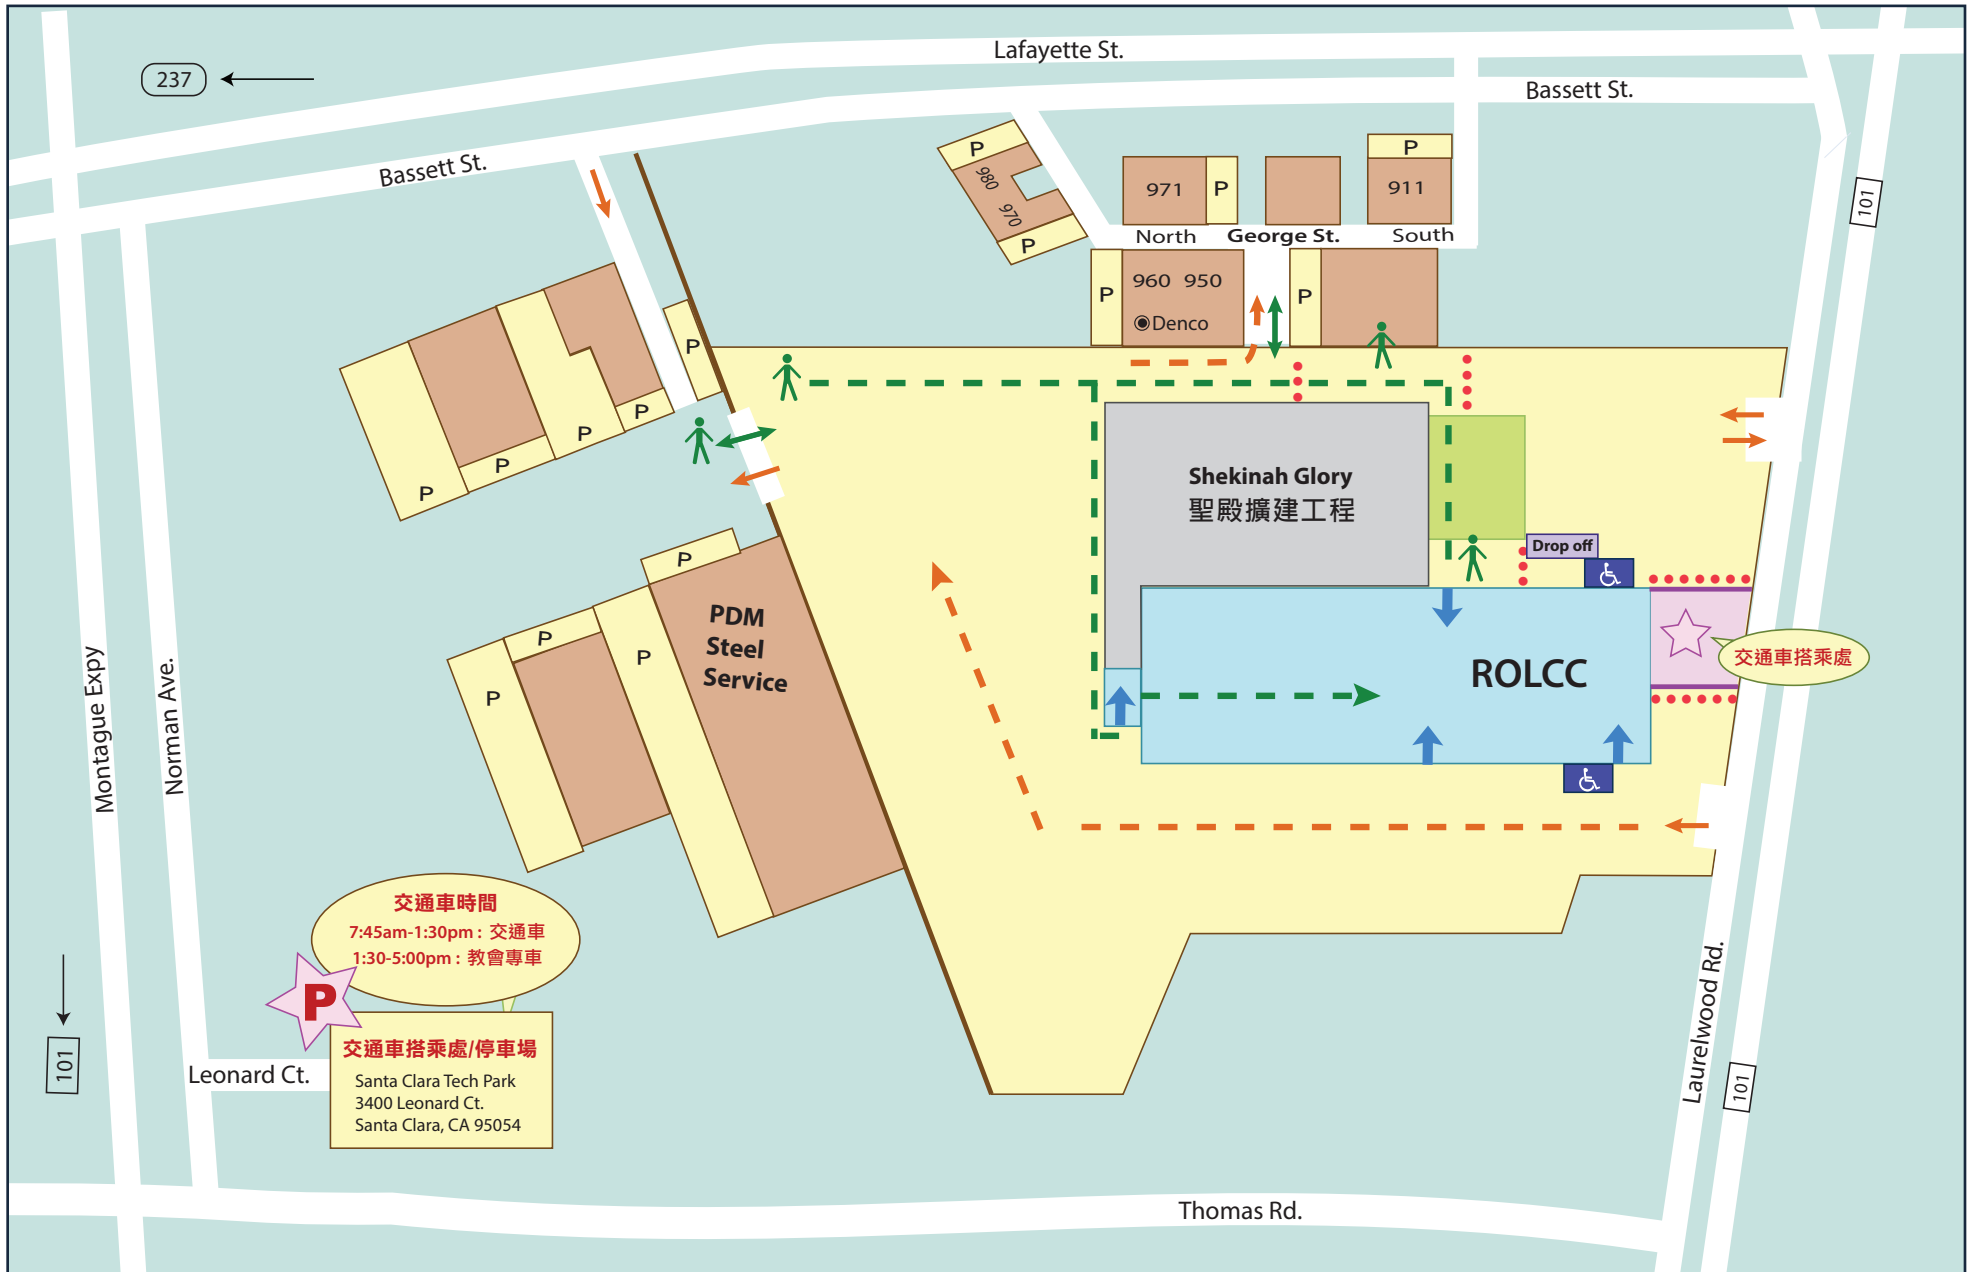 Lafayette St.
237
Bassett St.
Bassett St.
P
980
970
P
971
P
P
911
101
North
George St.
South
P
960 950
Denco
P
P
P
P
P
P
P
Shekinah Glory
聖殿擴建工程
Drop off
P
PDM
Steel
Service
P
P
P
ROLCC
交通車搭乘處
Montague Expy
Norman Ave.
交通車時間
7:45am-1:30pm : 交通車
1:30-5:00pm : 教會專車
P
交通車搭乘處/停車場
Santa Clara Tech Park
3400 Leonard Ct.
Santa Clara, CA 95054
Leonard Ct.
101
Laurelwood Rd.
101
Thomas Rd.